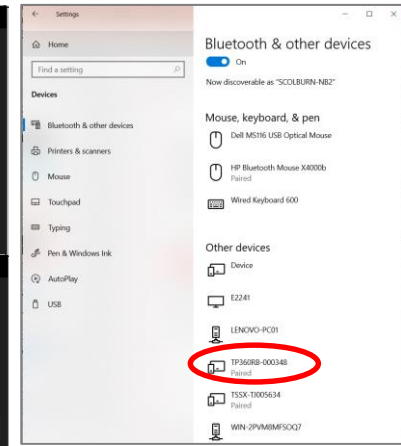 Settings
Home
Find a setting
Devices
Bluetooth & other devices
Printers & scanners
Mouse
Touchpad
Typing
Pen & Windows Ink
AutoPlay
USB
Bluetooth & other devices
On
Now discoverable as "SCOLBURN-NB2"
Mouse, keyboard, & pen
Dell MS116 USB Optical Mouse
HP Bluetooth Mouse X4000b
Paired
Wired Keyboard 600
Other devices
Device
E2241
LENOVO-PC01
TP360RB-000348
Paired
TSSX-TJ005634
Paired
WIN-2PVM8MFSOQ7